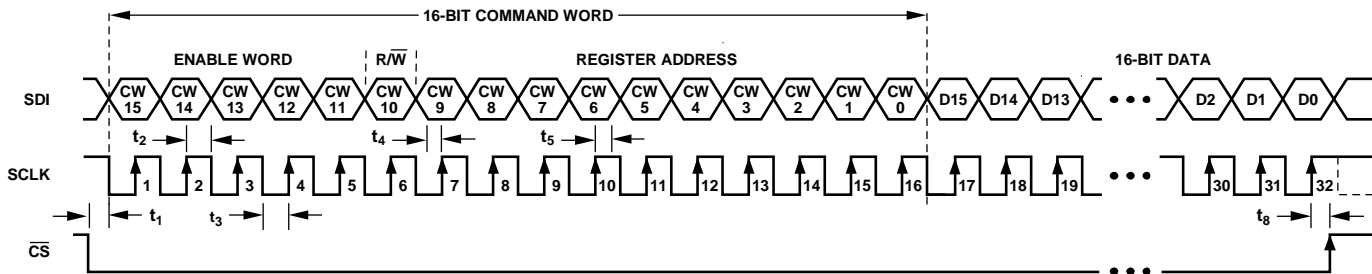 16-BIT COMMAND WORD
ENABLE WORD R/W̅ REGISTER ADDRESS 16-BIT DATA
SDI CW 15 CW 14 CW 13 CW 12 CW 11 CW 10 CW 9 CW 8 CW 7 CW 6 CW 5 CW 4 CW 3 CW 2 CW 1 CW 0 D15 D14 D13 ••• D2 D1 D0
t2 t4 t5
SCLK 1 2 3 4 5 6 7 8 9 10 11 12 13 14 15 16 17 18 19 ••• 30 31 32
t1 t3 t8
C̅S̅ •••